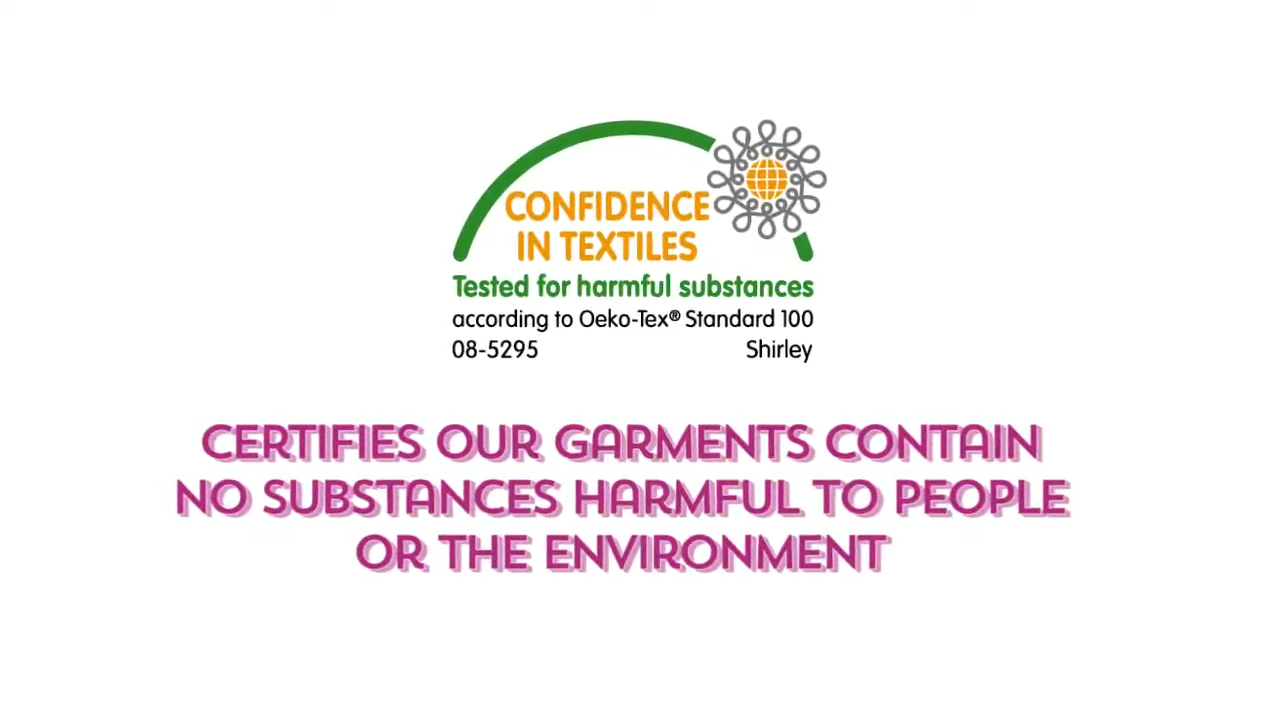 CONFIDENCE
IN TEXTILES
Tested for harmful substances
according to Oeko-Tex® Standard 100
08-5295 Shirley
CERTIFIES OUR GARMENTS CONTAIN
NO SUBSTANCES HARMFUL TO PEOPLE
OR THE ENVIRONMENT